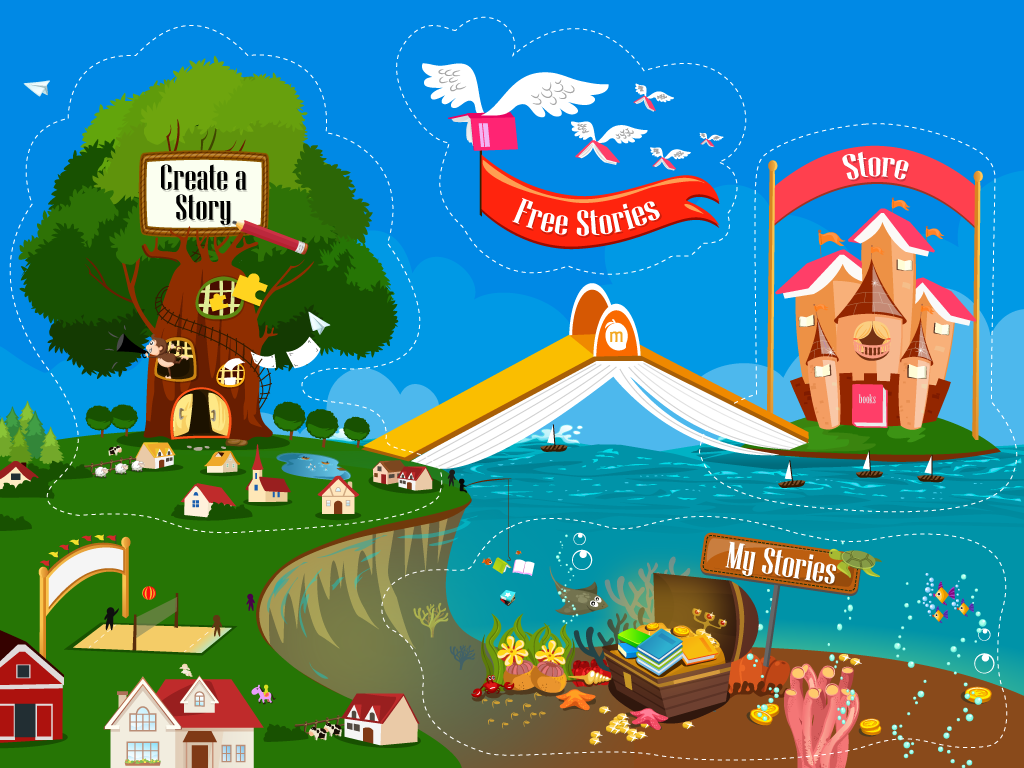 Create a
Story
Free Stories
Store
m
books
My Stories